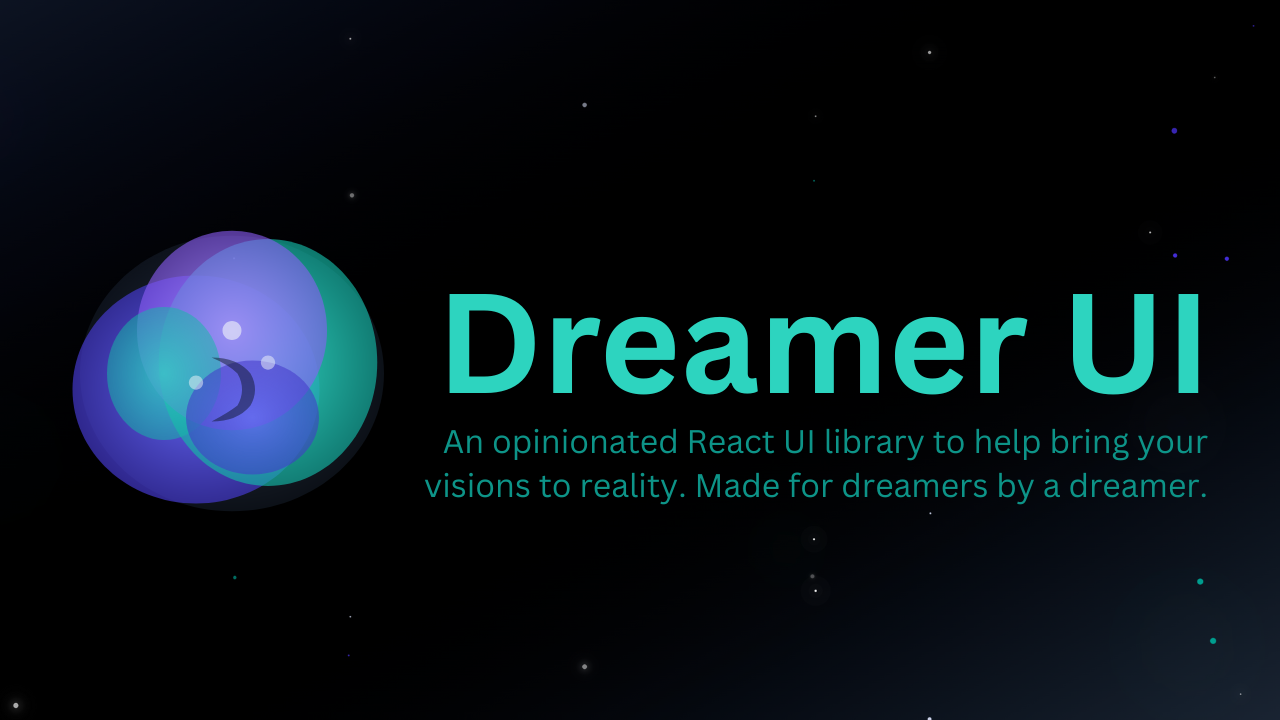 Dreamer UI
An opinionated React UI library to help bring your
visions to reality. Made for dreamers by a dreamer.